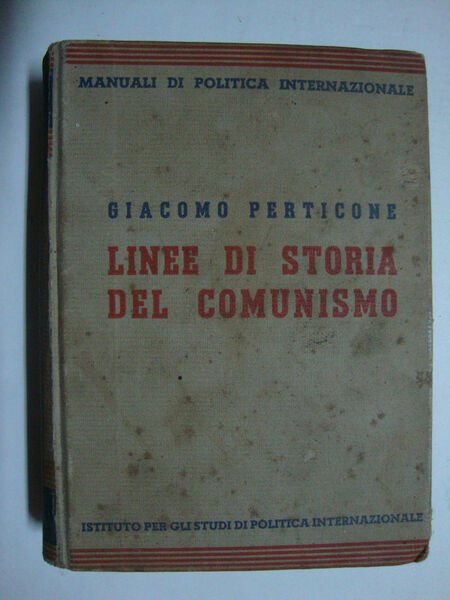 MANUALI DI POLITICA INTERNAZIONALE
GIACOMO PERTICONE
LINEE DI STORIA
DEL COMUNISMO
ISTITUTO PER GLI STUDI DI POLITICA INTERNAZIONALE